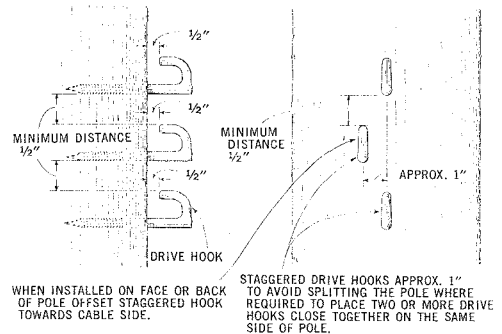 ½"
½"
MINIMUM DISTANCE
½"
½"
DRIVE HOOK
WHEN INSTALLED ON FACE OR BACK
OF POLE OFFSET STAGGERED HOOK
TOWARDS CABLE SIDE.
MINIMUM
DISTANCE
½"
APPROX. 1"
STAGGERED DRIVE HOOKS APPROX. 1"
TO AVOID SPLITTING THE POLE WHERE
REQUIRED TO PLACE TWO OR MORE DRIVE
HOOKS CLOSE TOGETHER ON THE SAME
SIDE OF POLE.